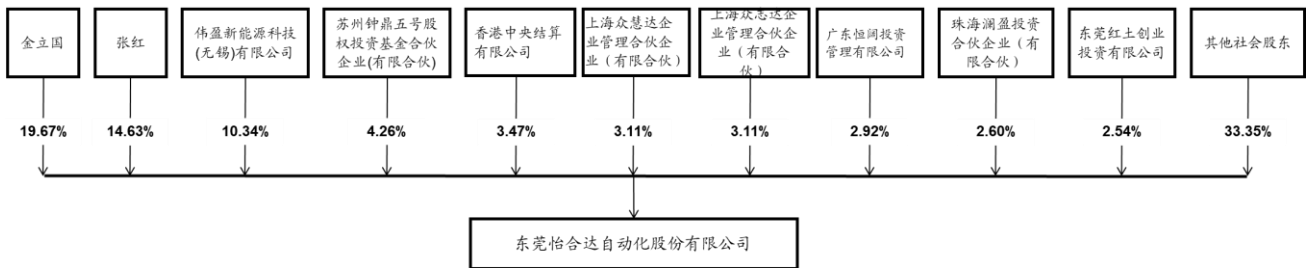 金立国
张红
伟盈新能源科技
(无锡)有限公司
苏州钟鼎五号股
权投资基金合伙
企业(有限合伙)
香港中央结算
有限公司
上海众慧达企
业管理合伙企
业（有限合伙）
上海众志达企
业管理合伙企
业（有限合
伙）
广东恒阔投资
管理有限公司
珠海澜盈投资
合伙企业（有
限合伙）
东莞红土创业
投资有限公司
其他社会股东
19.67%
14.63%
10.34%
4.26%
3.47%
3.11%
3.11%
2.92%
2.60%
2.54%
33.35%
东莞怡合达自动化股份有限公司